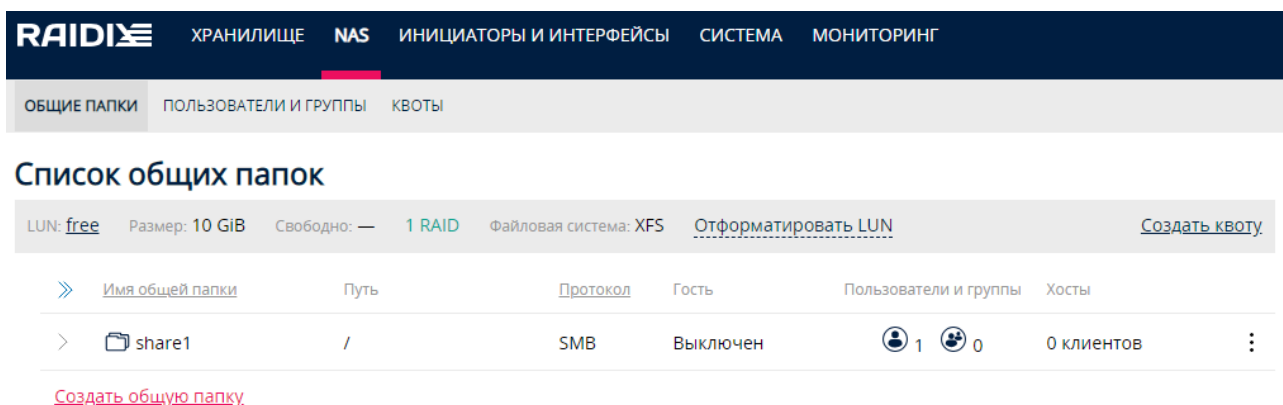 RAIDIX ХРАНИЛИЩЕ NAS ИНИЦИАТОРЫ И ИНТЕРФЕЙСЫ СИСТЕМА МОНИТОРИНГ
ОБЩИЕ ПАПКИ ПОЛЬЗОВАТЕЛИ И ГРУППЫ КВОТЫ
Список общих папок
LUN: free Размер: 10 GiB Свободно: — 1 RAID Файловая система: XFS Отформатировать LUN Создать квоту
Имя общей папки Путь Протокол Гость Пользователи и группы Хосты
share1 / SMB Выключен 1 0 0 клиентов
Создать общую папку